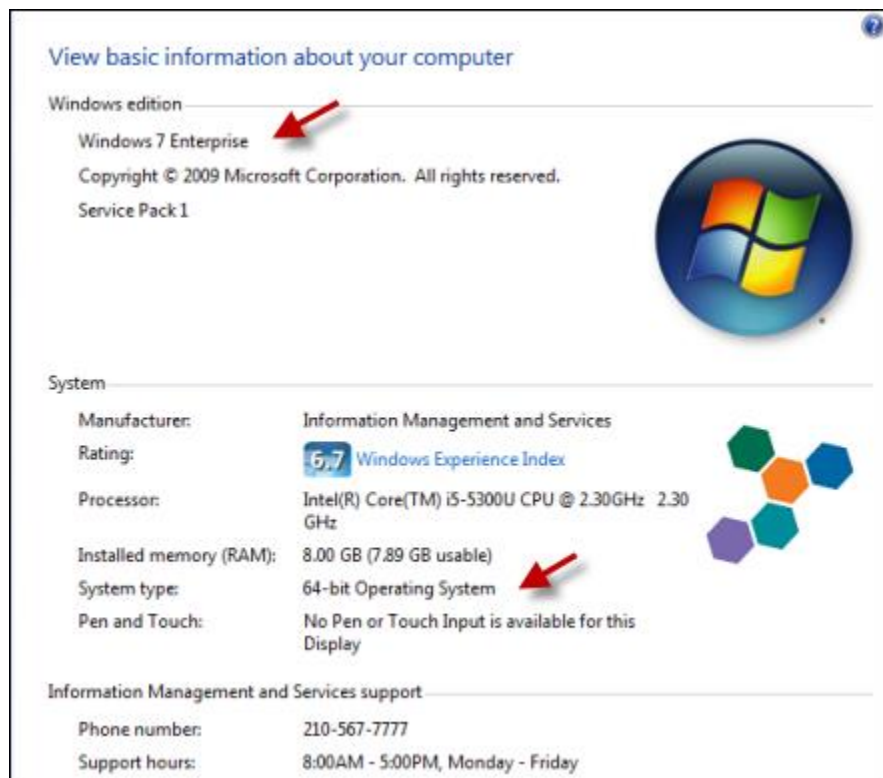 View basic information about your computer
Windows edition
Windows 7 Enterprise
Copyright © 2009 Microsoft Corporation. All rights reserved.
Service Pack 1
System
Manufacturer: Information Management and Services
Rating: 6.7 Windows Experience Index
Processor: Intel(R) Core(TM) i5-5300U CPU @ 2.30GHz 2.30
GHz
Installed memory (RAM): 8.00 GB (7.89 GB usable)
System type: 64-bit Operating System
Pen and Touch: No Pen or Touch Input is available for this
Display
Information Management and Services support
Phone number: 210-567-7777
Support hours: 8:00AM - 5:00PM, Monday - Friday